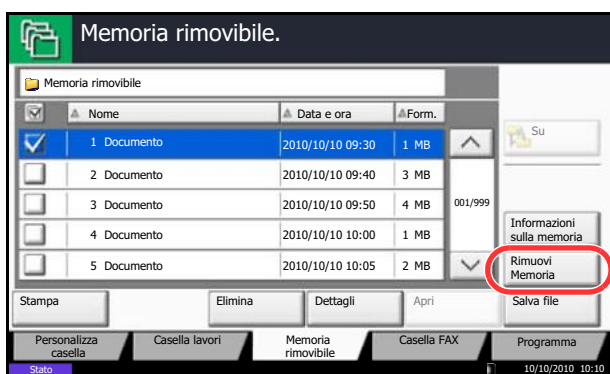 Memoria rimovibile.
Memoria rimovibile
Nome Data e ora Form.
1 Documento 2010/10/10 09:30 1 MB
2 Documento 2010/10/10 09:40 3 MB
3 Documento 2010/10/10 09:50 4 MB
4 Documento 2010/10/10 10:00 1 MB
5 Documento 2010/10/10 10:05 2 MB
001/999
Su
Informazioni
sulla memoria
Rimuovi
Memoria
Stampa Elimina Dettagli Apri Salva file
Personalizza
casella
Casella lavori
Memoria
rimovibile
Casella FAX
Programma
Stato 10/10/2010 10:10